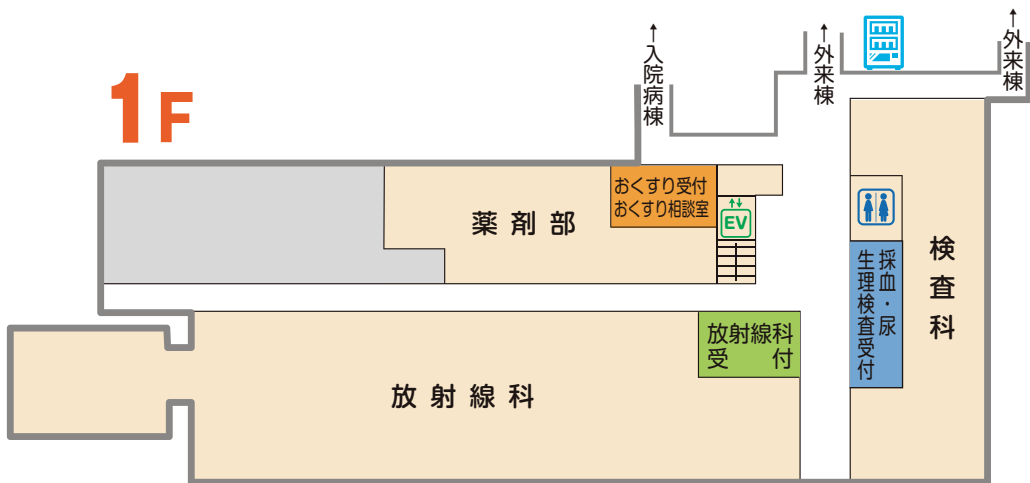 1F
↑入院病棟
↑外来棟
↑外来棟
おくすり受付
おくすり相談室
薬剤部
EV
採血・尿
生理検査受付
検査科
放射線科
受付
放射線科